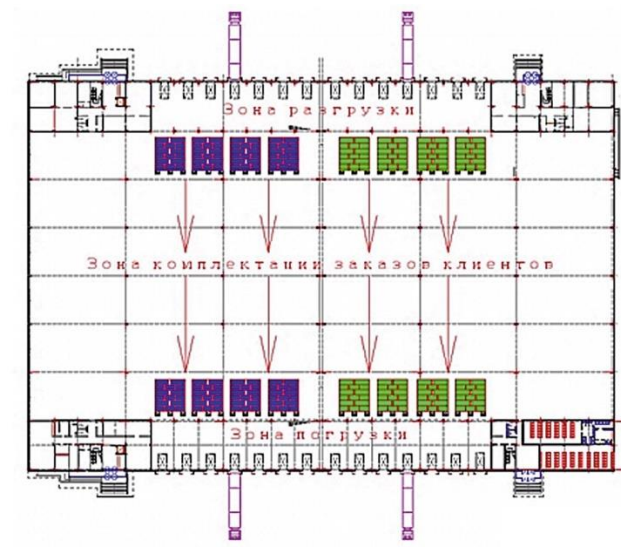 Зона разгрузки
Зона комплектации заказов клиентов
Зона погрузки